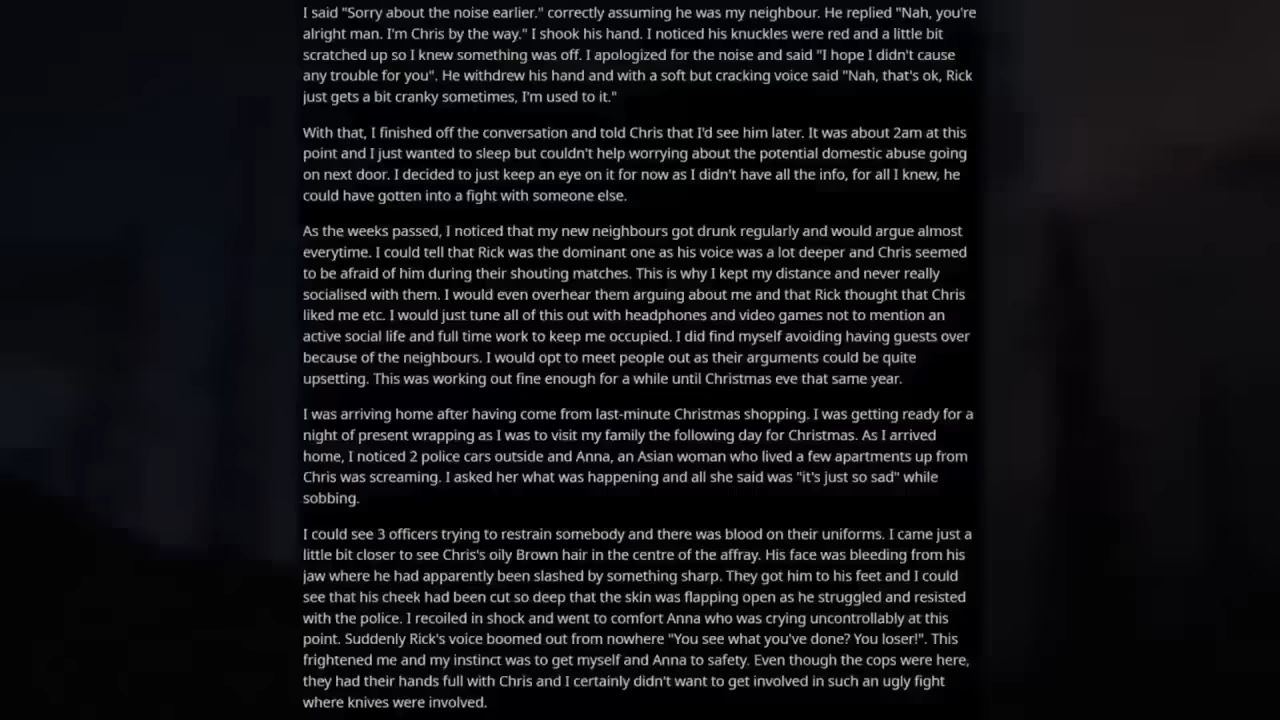 I said "Sorry about the noise earlier." correctly assuming he was my neighbour. He replied "Nah, you're
alright man. I'm Chris by the way." I shook his hand. I noticed his knuckles were red and a little bit
scratched up so I knew something was off. I apologized for the noise and said "I hope I didn't cause
any trouble for you". He withdrew his hand and with a soft but cracking voice said "Nah, that's ok, Rick
just gets a bit cranky sometimes, I'm used to it."
With that, I finished off the conversation and told Chris that I'd see him later. It was about 2am at this
point and I just wanted to sleep but couldn't help worrying about the potential domestic abuse going
on next door. I decided to just keep an eye on it for now as I didn't have all the info, for all I knew, he
could have gotten into a fight with someone else.
As the weeks passed, I noticed that my new neighbours got drunk regularly and would argue almost
everytime. I could tell that Rick was the dominant one as his voice was a lot deeper and Chris seemed
to be afraid of him during their shouting matches. This is why I kept my distance and never really
socialised with them. I would even overhear them arguing about me and that Rick thought that Chris
liked me etc. I would just tune all of this out with headphones and video games not to mention an
active social life and full time work to keep me occupied. I did find myself avoiding having guests over
because of the neighbours. I would opt to meet people out as their arguments could be quite
upsetting. This was working out fine enough for a while until Christmas eve that same year.
I was arriving home after having come from last-minute Christmas shopping. I was getting ready for a
night of present wrapping as I was to visit my family the following day for Christmas. As I arrived
home, I noticed 2 police cars outside and Anna, an Asian woman who lived a few apartments up from
Chris was screaming. I asked her what was happening and all she said was "it's just so sad" while
sobbing.
I could see 3 officers trying to restrain somebody and there was blood on their uniforms. I came just a
little bit closer to see Chris's oily Brown hair in the centre of the affray. His face was bleeding from his
jaw where he had apparently been slashed by something sharp. They got him to his feet and I could
see that his cheek had been cut so deep that the skin was flapping open as he struggled and resisted
with the police. I recoiled in shock and went to comfort Anna who was crying uncontrollably at this
point. Suddenly Rick's voice boomed out from nowhere "You see what you've done? You loser!". This
frightened me and my instinct was to get myself and Anna to safety. Even though the cops were here,
they had their hands full with Chris and I certainly didn't want to get involved in such an ugly fight
where knives were involved.